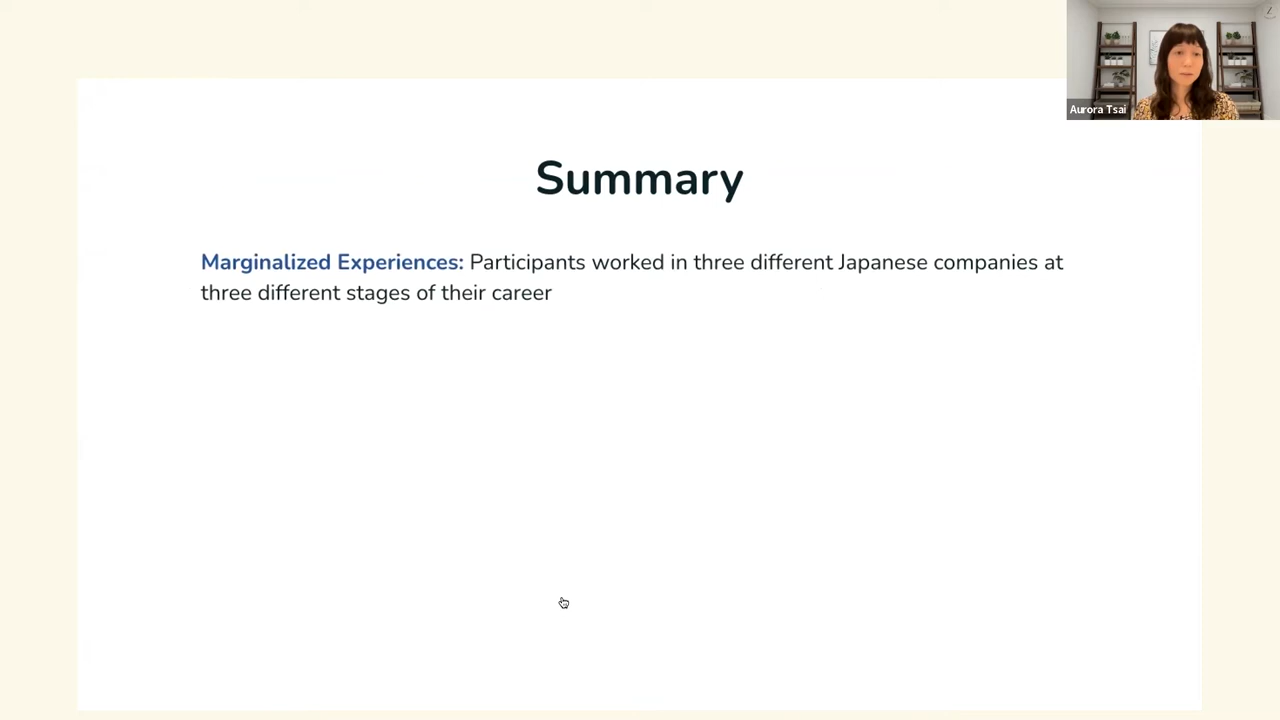 Aurora Tsai
Summary
Marginalized Experiences: Participants worked in three different Japanese companies at
three different stages of their career